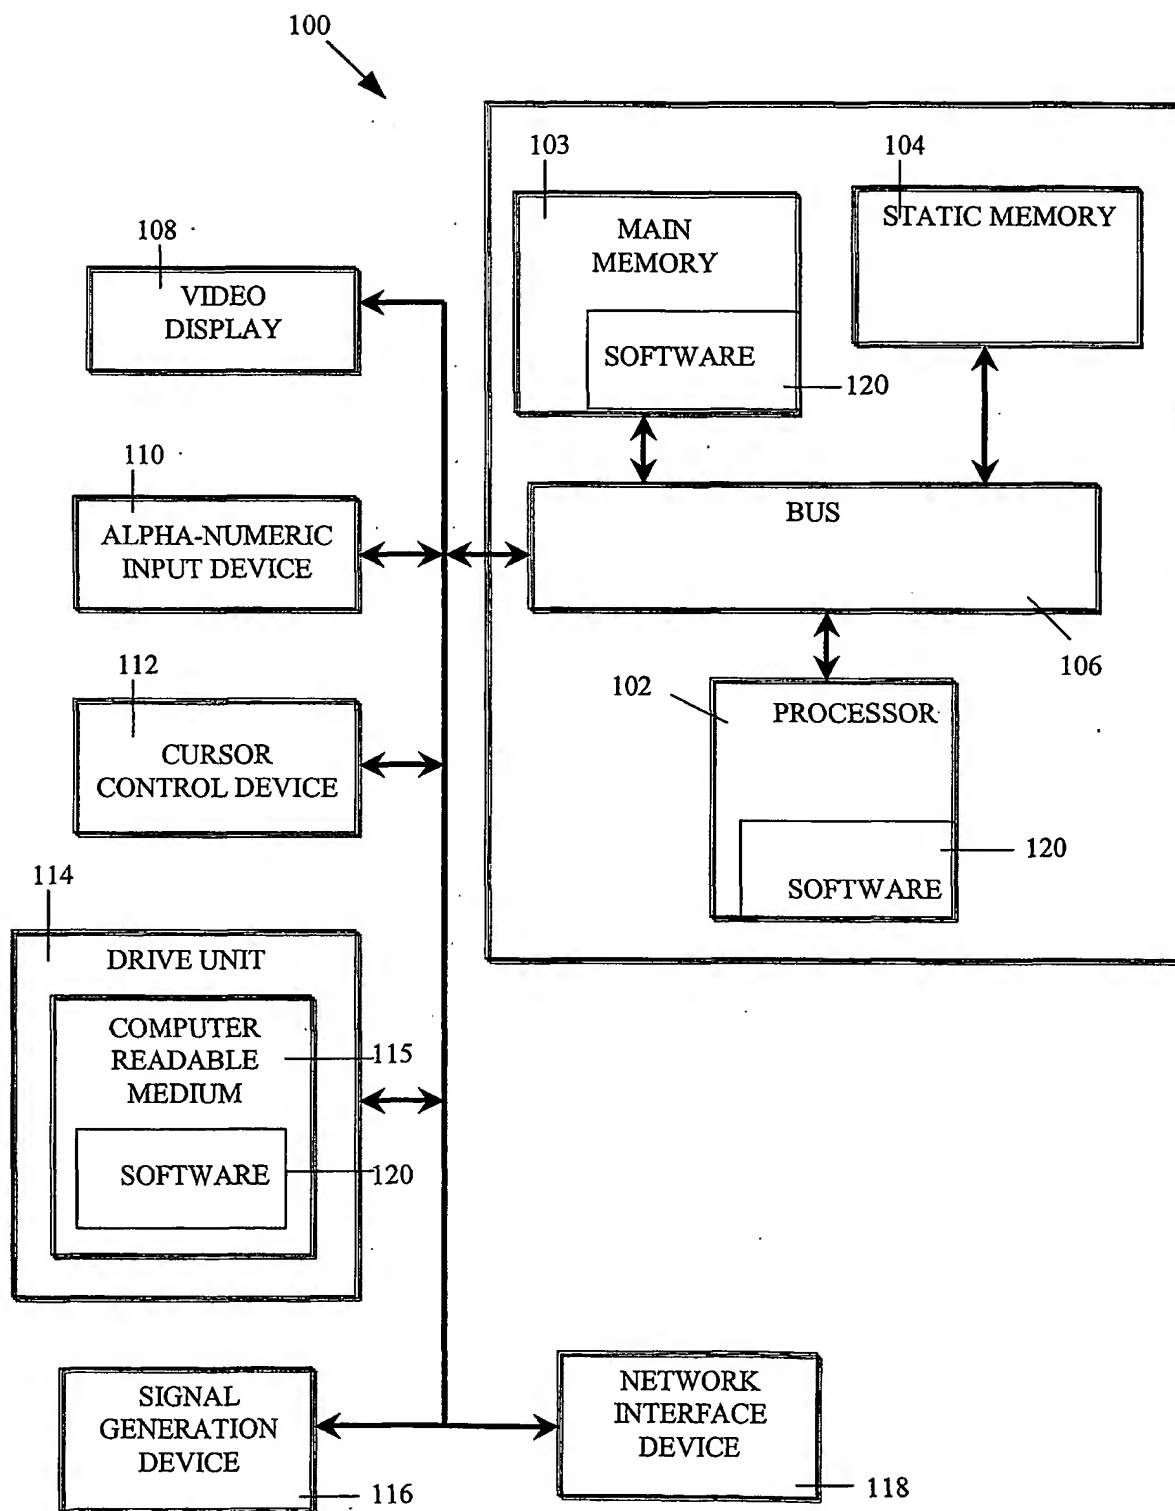 100
103
104
MAIN
MEMORY
STATIC MEMORY
SOFTWARE
120
108
VIDEO
DISPLAY
110
ALPHA-NUMERIC
INPUT DEVICE
BUS
106
112
CURSOR
CONTROL DEVICE
102
PROCESSOR
SOFTWARE
120
114
DRIVE UNIT
COMPUTER
READABLE
MEDIUM
115
SOFTWARE
120
SIGNAL
GENERATION
DEVICE
116
NETWORK
INTERFACE
DEVICE
118